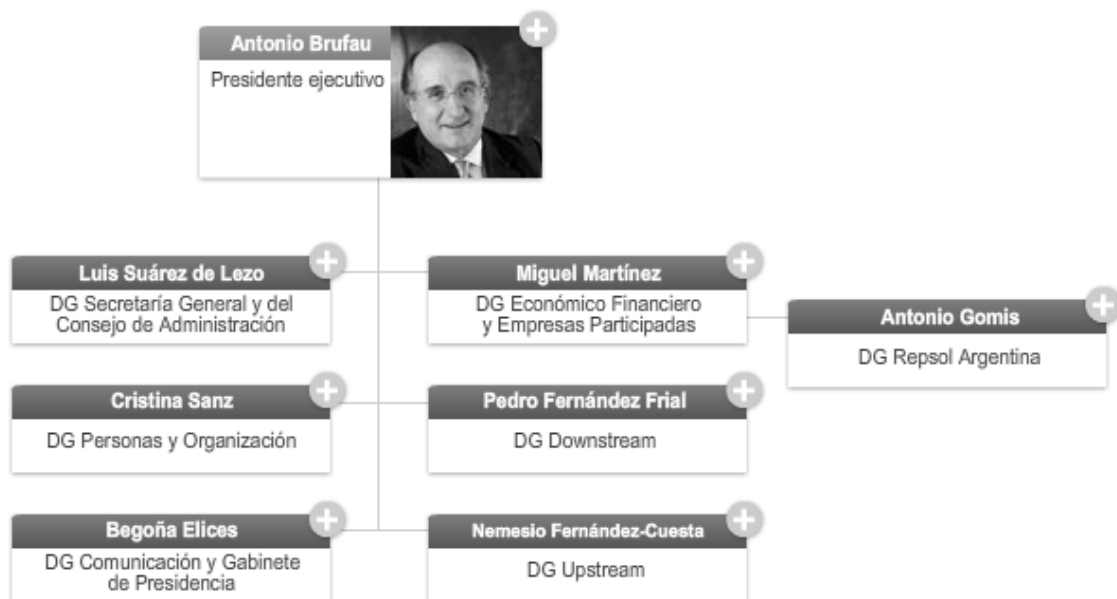 Antonio Brufau
Presidente ejecutivo
Luis Suárez de Lezo
DG Secretaría General y del
Consejo de Administración
Miguel Martínez
DG Económico Financiero
y Empresas Participadas
Antonio Gomis
DG Repsol Argentina
Cristina Sanz
DG Personas y Organización
Pedro Fernández Frial
DG Downstream
Begoña Elices
DG Comunicación y Gabinete
de Presidencia
Nemesio Fernández-Cuesta
DG Upstream